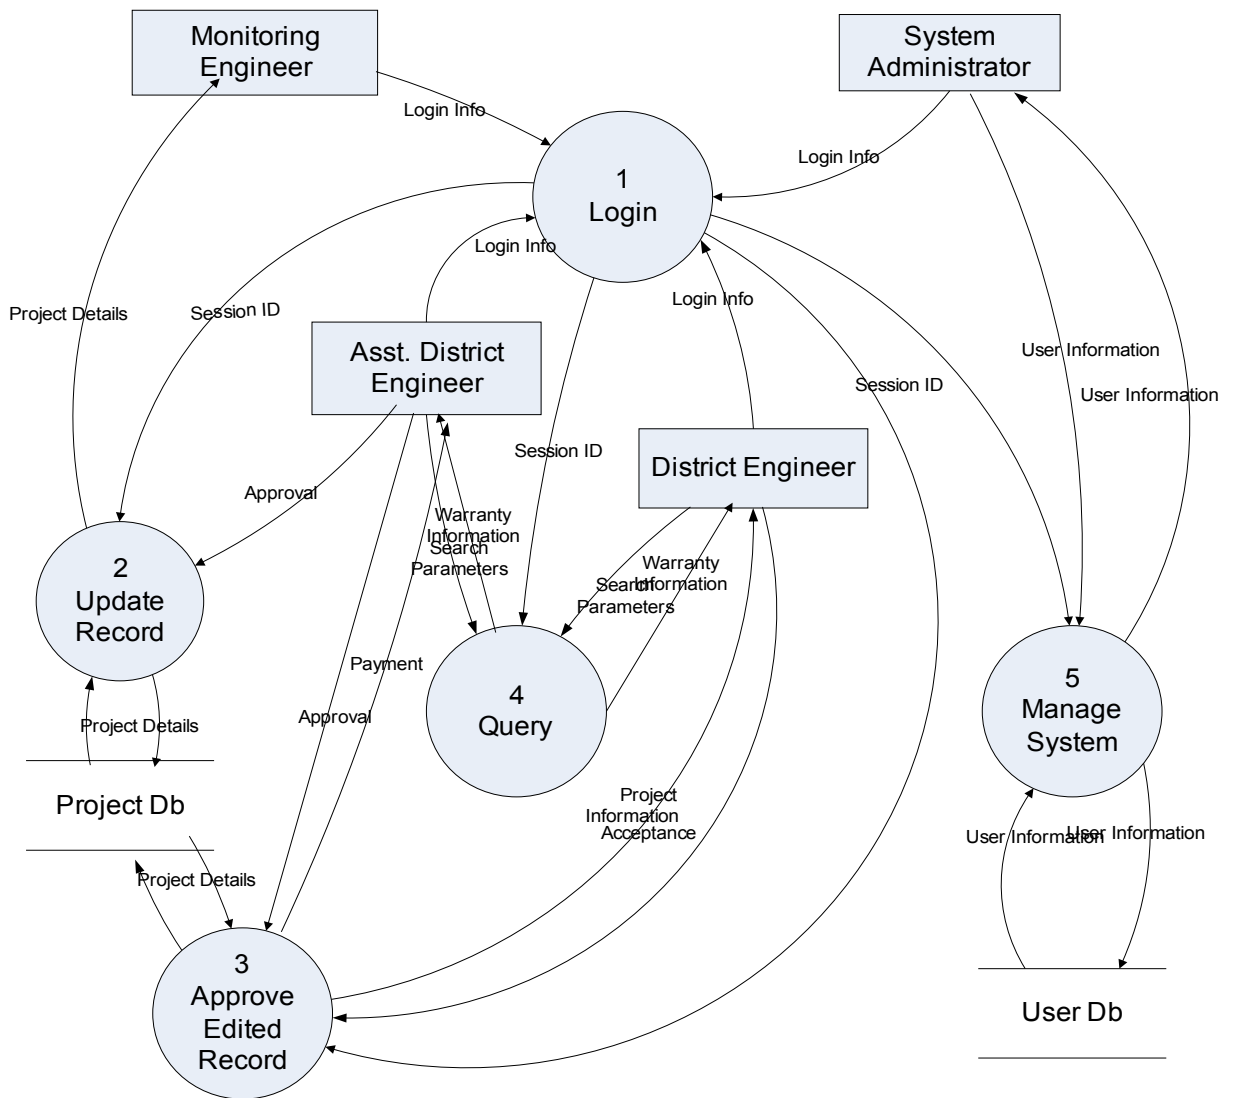 Monitoring
Engineer
System
Administrator
Login Info
Login Info
1
Login
Login Info
Login Info
Project Details
Session ID
Asst. District
Engineer
User Information
Session ID
User Information
Session ID
District Engineer
Approval
Warranty
Information
Search
Parameters
Warranty
Information
Search
Parameters
2
Update
Record
Payment
Approval
4
Query
5
Manage
System
Project Details
Project Db
Project
Information
Acceptance
User Information
User Information
Project Details
3
Approve
Edited
Record
User Db